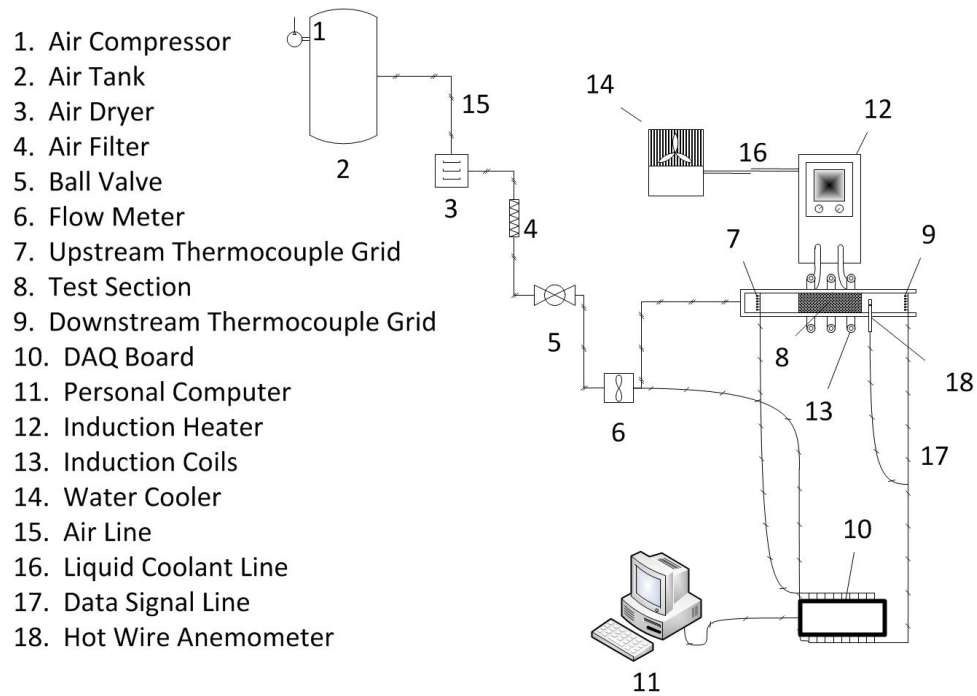 1. Air Compressor
2. Air Tank
3. Air Dryer
4. Air Filter
5. Ball Valve
6. Flow Meter
7. Upstream Thermocouple Grid
8. Test Section
9. Downstream Thermocouple Grid
10. DAQ Board
11. Personal Computer
12. Induction Heater
13. Induction Coils
14. Water Cooler
15. Air Line
16. Liquid Coolant Line
17. Data Signal Line
18. Hot Wire Anemometer
1
2
15
3
4
5
6
14
16
12
7
9
8
13
18
17
10
11